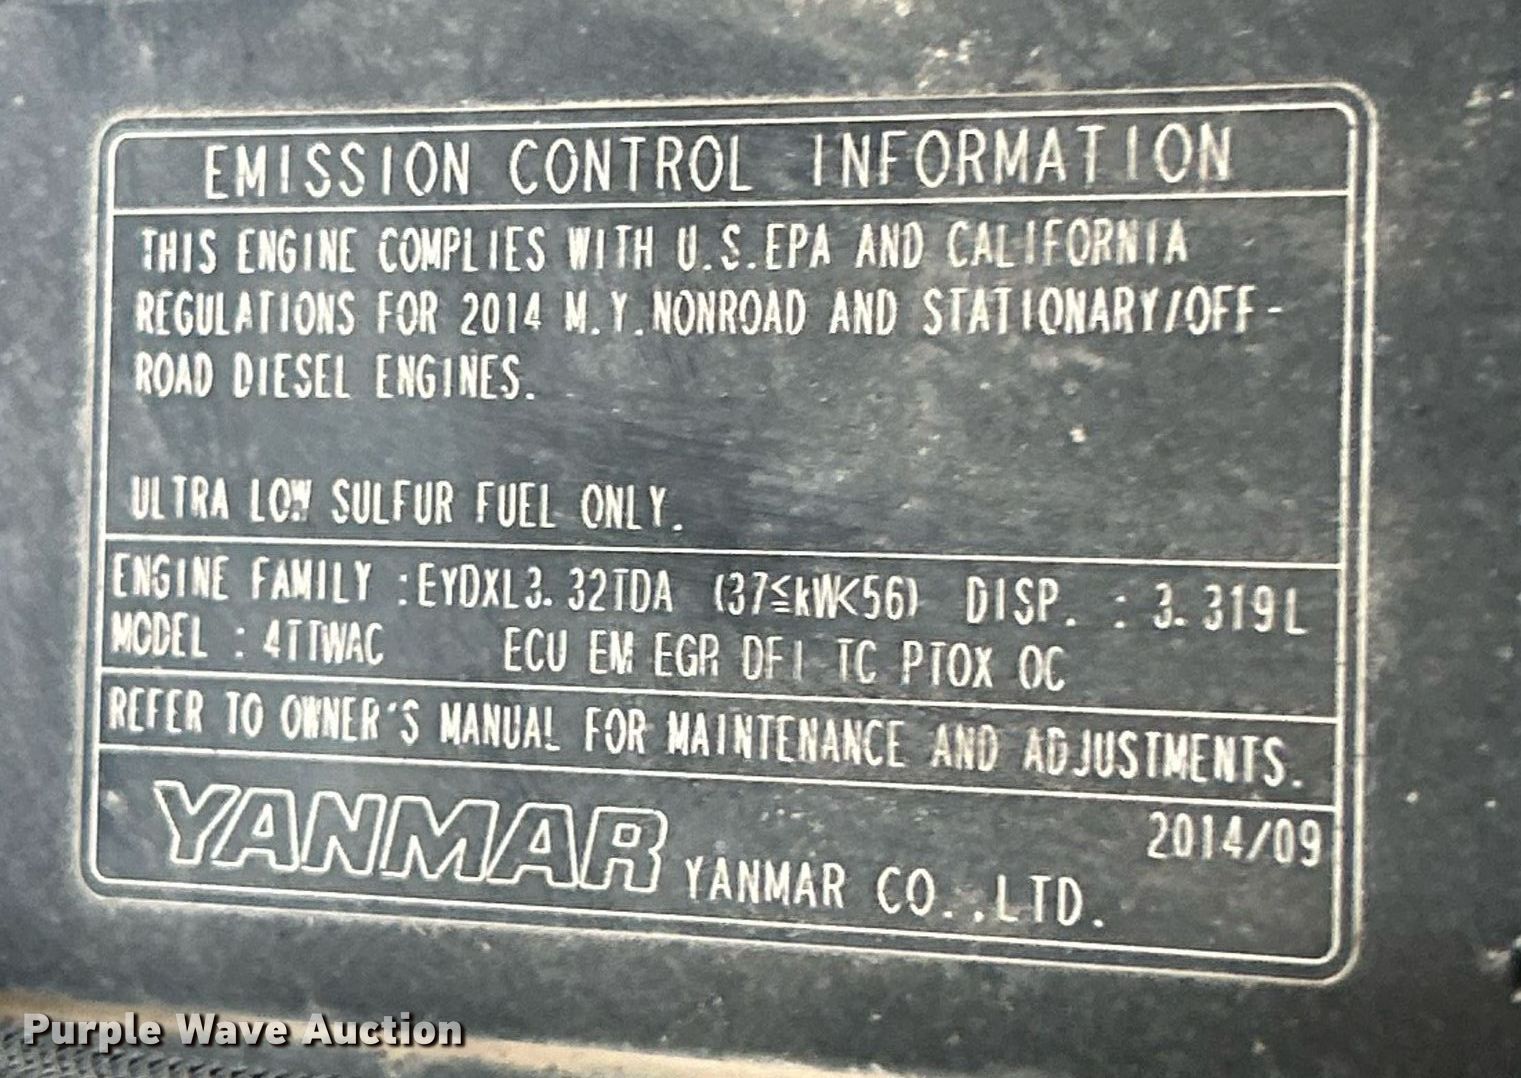 EMISSION CONTROL INFORMATION
THIS ENGINE COMPLIES WITH U.S.EPA AND CALIFORNIA
REGULATIONS FOR 2014 M.Y.NONROAD AND STATIONARY/OFF-
ROAD DIESEL ENGINES.
ULTRA LOW SULFUR FUEL ONLY.
ENGINE FAMILY :EYDXL3.32TDA (37≦kW<56) DISP. : 3.319L
MODEL : 4TTWAC ECU EM EGR DFI TC PTOX OC
REFER TO OWNER'S MANUAL FOR MAINTENANCE AND ADJUSTMENTS.
2014/09
YANMAR YANMAR CO.,LTD.
Purple Wave Auction